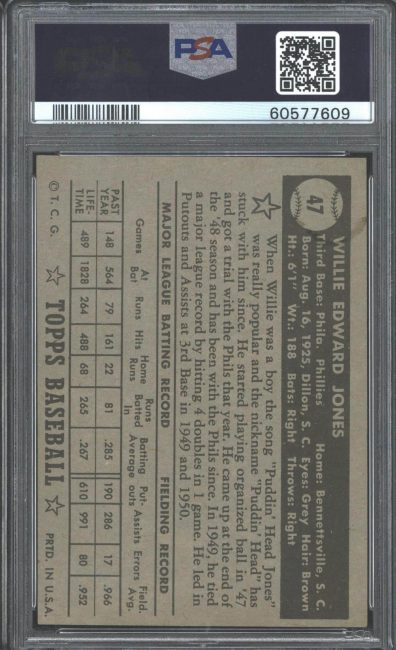 PSA
60577609
47
WILLIE EDWARD JONES
Third Base: Phila. Phillies Home: Bennettsville, S. C.
Born: Aug. 16, 1925, Dillon, S. C. Eyes: Grey Hair: Brown
Ht.: 6'1" Wt.: 188 Bats: Right Throws: Right
When Willie was a boy the song "Puddin' Head Jones"
was really popular and the nickname "Puddin' Head" has
stuck with him since. He started playing organized ball in '47
and got a trial with the Phils that year. He came up at the end of
the '48 season and has been with the Phils since. In 1949, he tied
a major league record by hitting 4 doubles in 1 game. He led in
Putouts and Assists at 3rd Base in 1949 and 1950.
MAJOR LEAGUE BATTING RECORD FIELDING RECORD
Games At Bat Runs Hits Home Runs Runs Batted In Batting Average Put-outs Assists Errors Field. Avg.
PAST YEAR 148 564 79 161 22 81 .285 190 286 17 .966
LIFE-TIME 489 1828 264 488 68 265 .267 610 991 80 .952
© T. C. G. ☆ TOPPS BASEBALL ☆ PRTD. IN U.S.A.